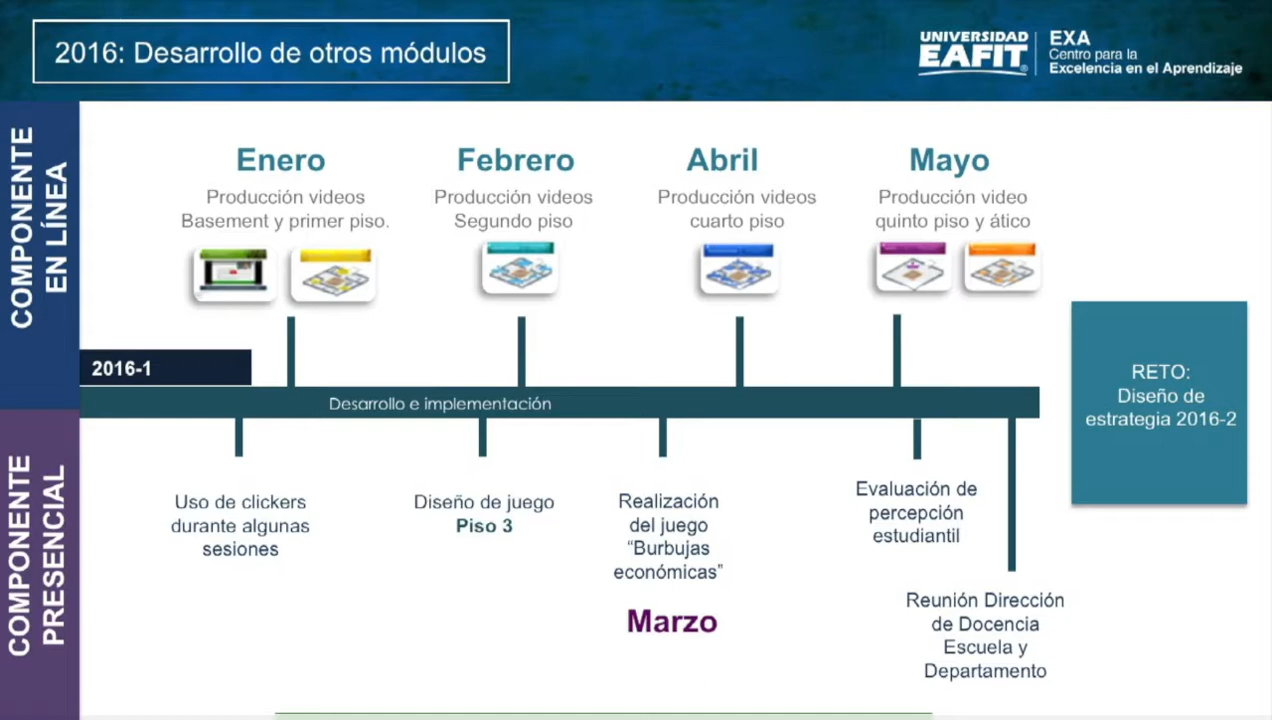 2016: Desarrollo de otros módulos
UNIVERSIDAD
EAFIT®
EXA
Centro para la
Excelencia en el Aprendizaje
COMPONENTE
EN LÍNEA
Enero
Producción videos
Basement y primer piso.
Febrero
Producción videos
Segundo piso
Abril
Producción videos
cuarto piso
Mayo
Producción video
quinto piso y ático
2016-1
Desarrollo e implementación
RETO:
Diseño de
estrategia 2016-2
COMPONENTE
PRESENCIAL
Uso de clickers
durante algunas
sesiones
Diseño de juego
Piso 3
Realización
del juego
“Burbujas
económicas”
Marzo
Evaluación de
percepción
estudiantil
Reunión Dirección
de Docencia
Escuela y
Departamento